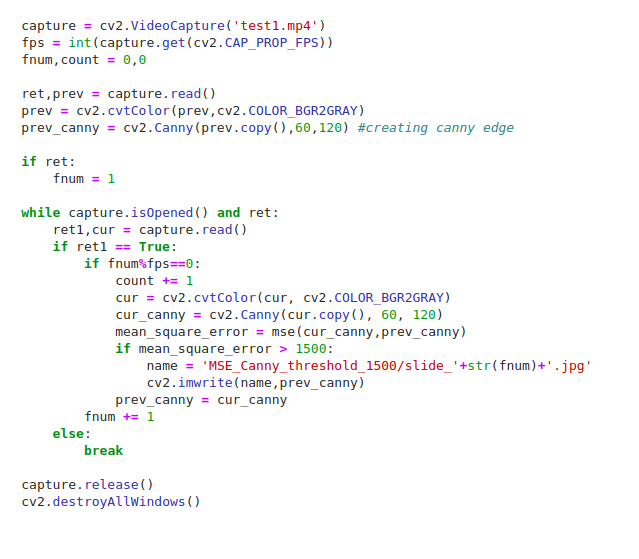 capture = cv2.VideoCapture('test1.mp4')
fps = int(capture.get(cv2.CAP_PROP_FPS))
fnum,count = 0,0

ret,prev = capture.read()
prev = cv2.cvtColor(prev,cv2.COLOR_BGR2GRAY)
prev_canny = cv2.Canny(prev.copy(),60,120) #creating canny edge

if ret:
    fnum = 1

while capture.isOpened() and ret:
    ret1,cur = capture.read()
    if ret1 == True:
        if fnum%fps==0:
            count += 1
            cur = cv2.cvtColor(cur, cv2.COLOR_BGR2GRAY)
            cur_canny = cv2.Canny(cur.copy(), 60, 120)
            mean_square_error = mse(cur_canny,prev_canny)
            if mean_square_error > 1500:
                name = 'MSE_Canny_threshold_1500/slide_'+str(fnum)+'.jpg'
                cv2.imwrite(name,prev_canny)
            prev_canny = cur_canny
        fnum += 1
    else:
        break

capture.release()
cv2.destroyAllWindows()